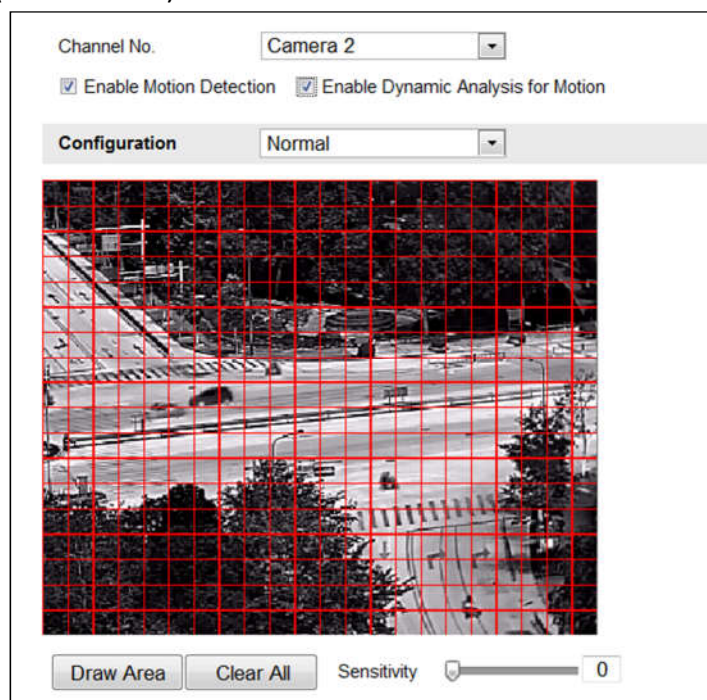 Channel No. Camera 2
Enable Motion Detection Enable Dynamic Analysis for Motion
Configuration Normal
Draw Area Clear All Sensitivity 0